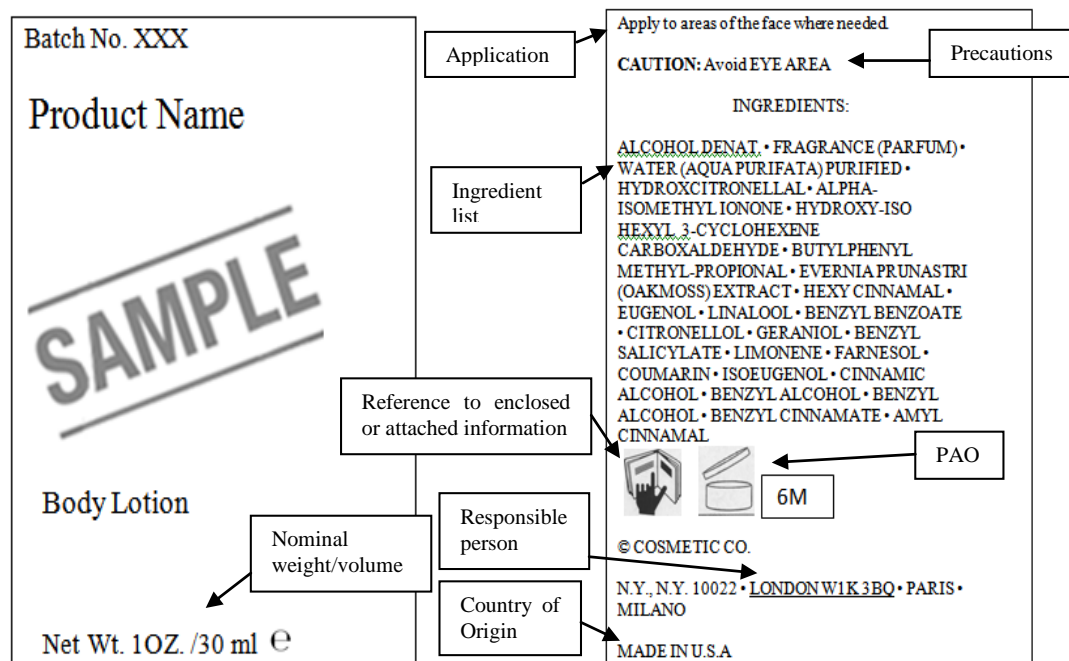 Batch No. XXX
Product Name
SAMPLE
Body Lotion
Nominal
weight/volume
Net Wt. 1OZ. /30 ml ℮
Application
Ingredient
list
Reference to enclosed
or attached information
Responsible
person
Country of
Origin
Apply to areas of the face where needed.
CAUTION: Avoid EYE AREA
Precautions
INGREDIENTS:
ALCOHOL DENAT. • FRAGRANCE (PARFUM) •
WATER (AQUA PURIFATA) PURIFIED •
HYDROXCITRONELLAL • ALPHA-
ISOMETHYL IONONE • HYDROXY-ISO
HEXYL 3-CYCLOHEXENE
CARBOXALDEHYDE • BUTYLPHENYL
METHYL-PROPIONAL • EVERNIA PRUNASTRI
(OAKMOSS) EXTRACT • HEXY CINNAMAL •
EUGENOL • LINALOOL • BENZYL BENZOATE
• CITRONELLOL • GERANIOL • BENZYL
SALICYLATE • LIMONENE • FARNESOL •
COUMARIN • ISOEUGENOL • CINNAMIC
ALCOHOL • BENZYL ALCOHOL • BENZYL
ALCOHOL • BENZYL CINNAMATE • AMYL
CINNAMAL
PAO
6M
© COSMETIC CO.
N.Y., N.Y. 10022 • LONDON W1K 3BQ • PARIS •
MILANO
MADE IN U.S.A